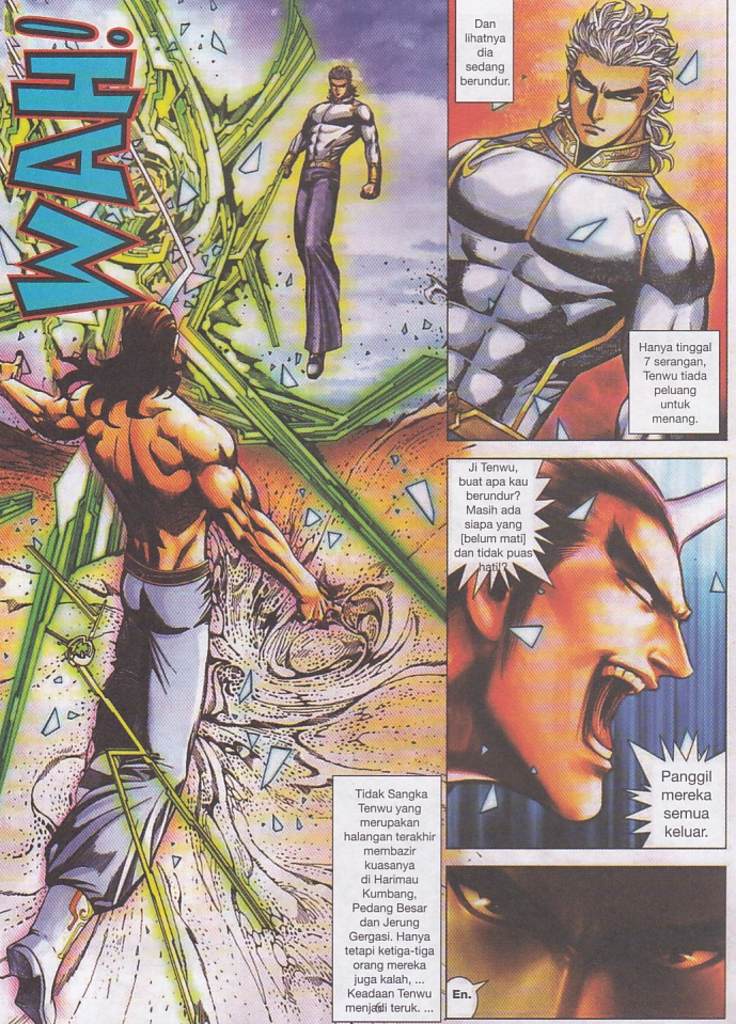 WAH!
Dan
lihatnya
dia
sedang
berundur.
Hanya tinggal
7 serangan,
Tenwu tiada
peluang
untuk
menang.
Ji Tenwu,
buat apa kau
berundur?
Masih ada
siapa yang
[belum mati]
dan tidak puas
hati!?
Panggil
mereka
semua
keluar.
Tidak Sangka
Tenwu yang
merupakan
halangan terakhir
membazir
kuasanya
di Harimau
Kumbang,
Pedang Besar
dan Jerung
Gergasi. Hanya
tetapi ketiga-tiga
orang mereka
juga kalah, ...
Keadaan Tenwu
menjadi teruk. ...
En.